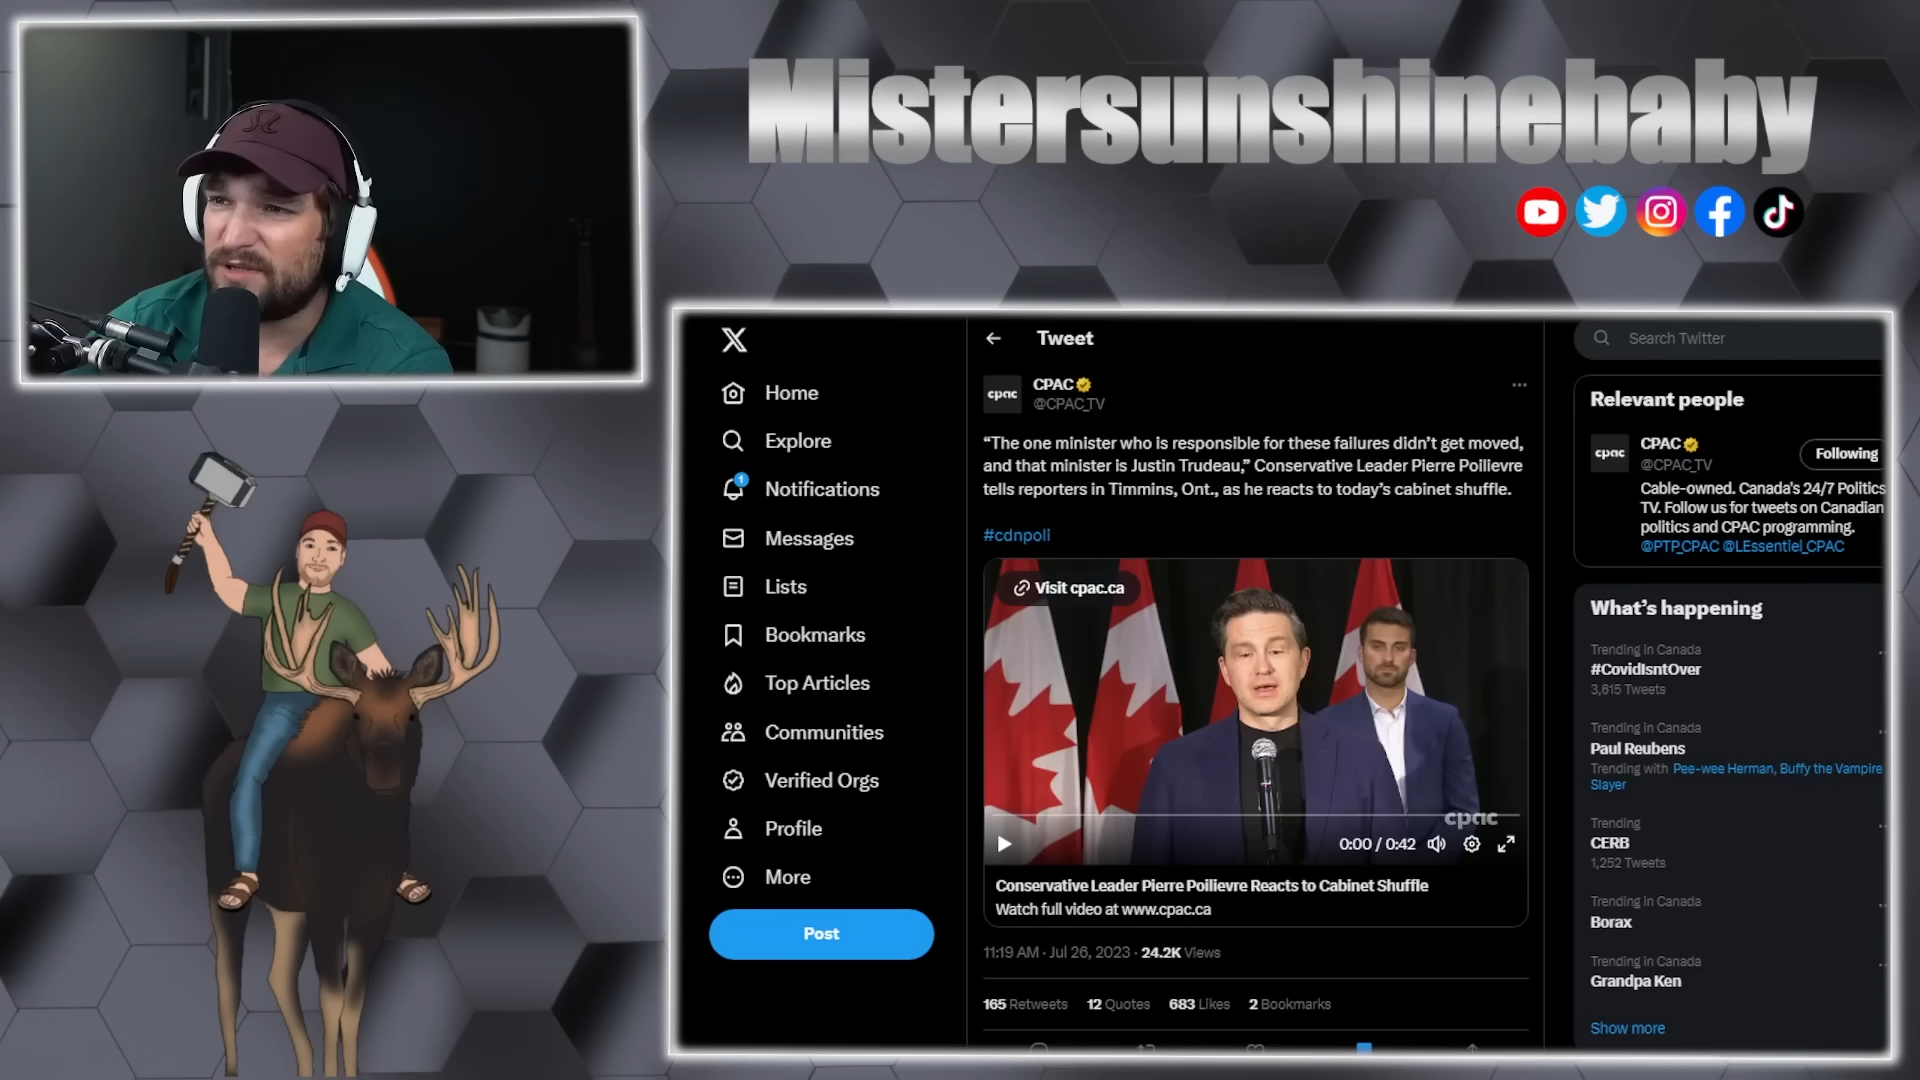 Mistersunshinebaby
X
Home
Explore
1
Notifications
Messages
Lists
Bookmarks
Top Articles
Communities
Verified Orgs
Profile
More
Post
Tweet
cpac
CPAC
@CPAC_TV
“The one minister who is responsible for these failures didn’t get moved,
and that minister is Justin Trudeau,” Conservative Leader Pierre Poilievre
tells reporters in Timmins, Ont., as he reacts to today’s cabinet shuffle.
#cdnpoli
Visit cpac.ca
cpac
0:00 / 0:42
Conservative Leader Pierre Poilievre Reacts to Cabinet Shuffle
Watch full video at www.cpac.ca
11:19 AM · Jul 26, 2023 · 24.2K Views
165 Retweets 12 Quotes 683 Likes 2 Bookmarks
Search Twitter
Relevant people
cpac
CPAC
@CPAC_TV
Following
Cable-owned. Canada's 24/7 Politics
TV. Follow us for tweets on Canadian
politics and CPAC programming.
@PTP_CPAC @LEssentiel_CPAC
What’s happening
Trending in Canada
#CovidIsntOver
3,615 Tweets
Trending in Canada
Paul Reubens
Trending with Pee-wee Herman, Buffy the Vampire
Slayer
Trending
CERB
1,252 Tweets
Trending in Canada
Borax
Trending in Canada
Grandpa Ken
Show more